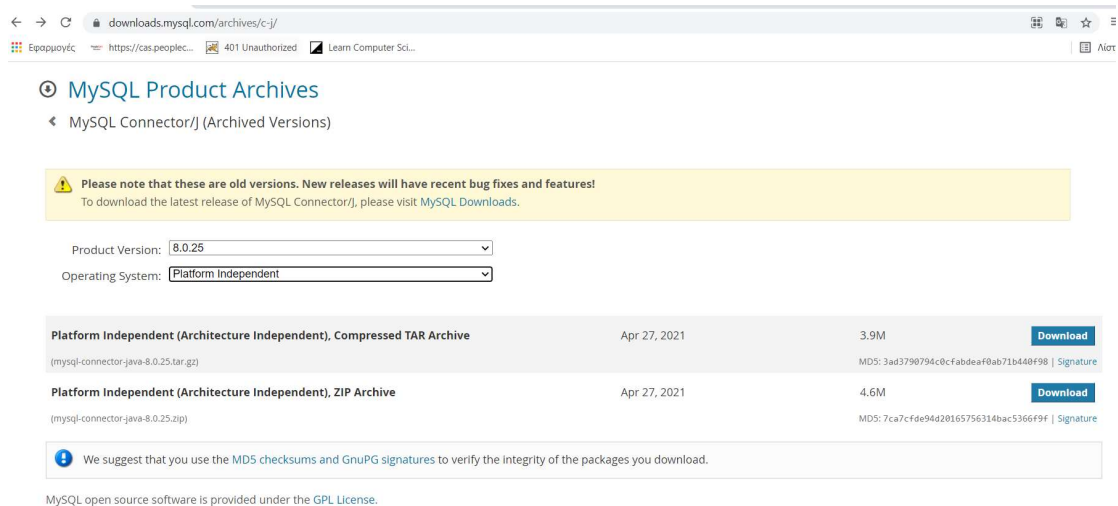 downloads.mysql.com/archives/c-j/
Εφαρμογές https://cas.peoplec... 401 Unauthorized Learn Computer Sci... Λίστ
MySQL Product Archives
MySQL Connector/J (Archived Versions)
Please note that these are old versions. New releases will have recent bug fixes and features!
To download the latest release of MySQL Connector/J, please visit MySQL Downloads.
Product Version: 8.0.25
Operating System: Platform Independent
Platform Independent (Architecture Independent), Compressed TAR Archive Apr 27, 2021 3.9M Download
(mysql-connector-java-8.0.25.tar.gz) MD5: 3ad3790794c0cfabdeaf0ab71b440f98 | Signature
Platform Independent (Architecture Independent), ZIP Archive Apr 27, 2021 4.6M Download
(mysql-connector-java-8.0.25.zip) MD5: 7ca7cfde94d20165756314bac5366f9f | Signature
We suggest that you use the MD5 checksums and GnuPG signatures to verify the integrity of the packages you download.
MySQL open source software is provided under the GPL License.